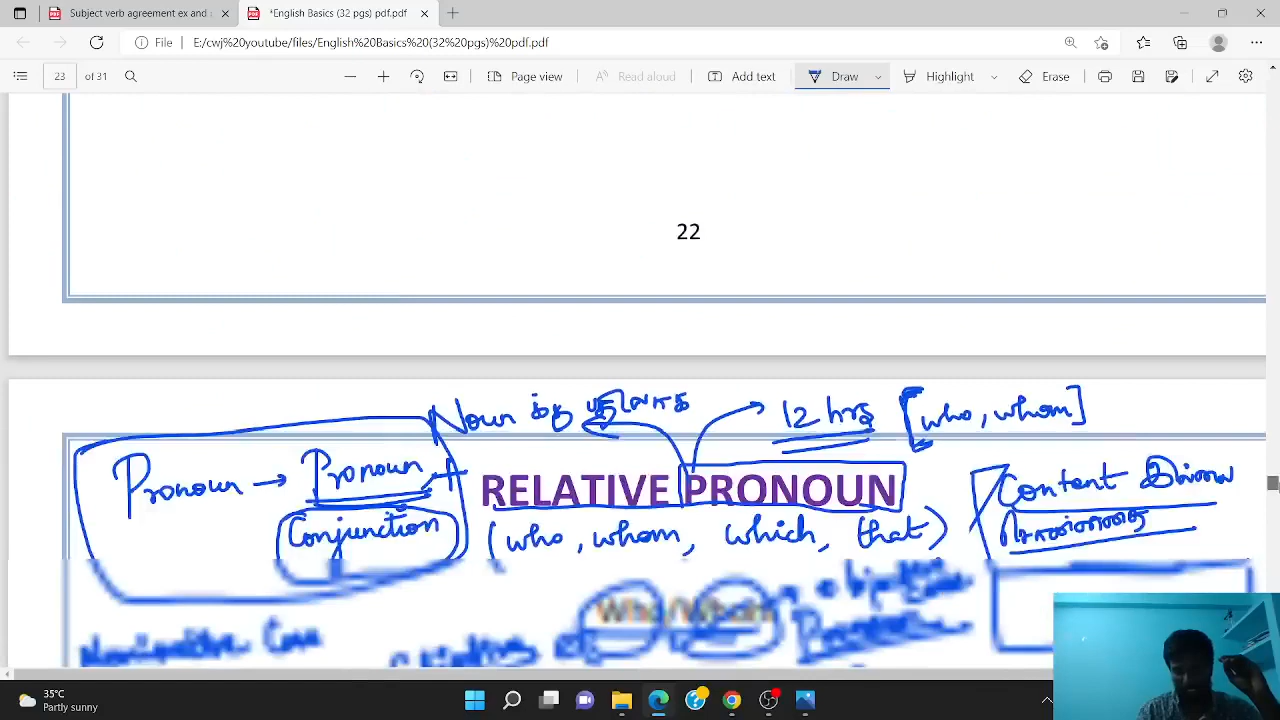 Subject verb agreement ex and
*English Basics (32 pgs) pdf.pdf
File E:/cwj%20youtube/files/English%20Basics%20(32%20pgs)%20pdf.pdf
23 of 31 Page view Read aloud Add text Draw Highlight Erase
22
Noun
12 hrs [who, whom]
Pronoun → Pronoun +
RELATIVE PRONOUN
Content
Conjunction
(who, whom, which, that)
Who/Whom
35°C
Partly sunny